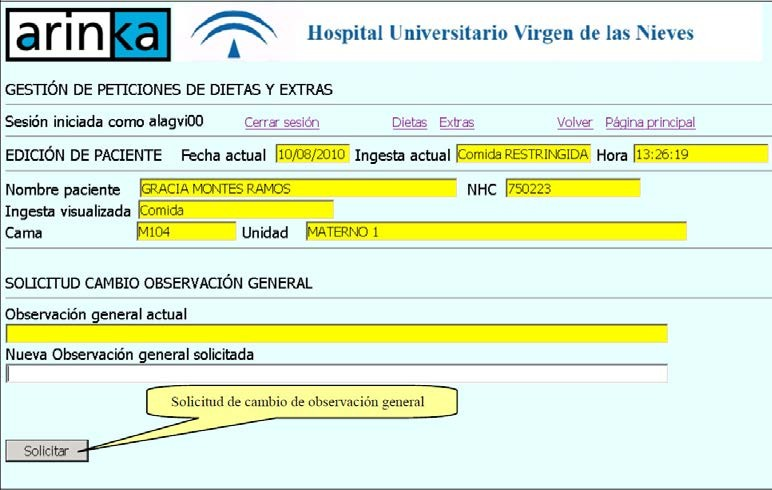 arinka Hospital Universitario Virgen de las Nieves
GESTIÓN DE PETICIONES DE DIETAS Y EXTRAS
Sesión iniciada como alagvi00 Cerrar sesión Dietas Extras Volver Página principal
EDICIÓN DE PACIENTE Fecha actual 10/08/2010 Ingesta actual Comida RESTRINGIDA Hora 13:26:19
Nombre paciente GRACIA MONTES RAMOS NHC 750223
Ingesta visualizada Comida
Cama M104 Unidad MATERNO 1
SOLICITUD CAMBIO OBSERVACIÓN GENERAL
Observación general actual
Nueva Observación general solicitada
Solicitud de cambio de observación general
Solicitar